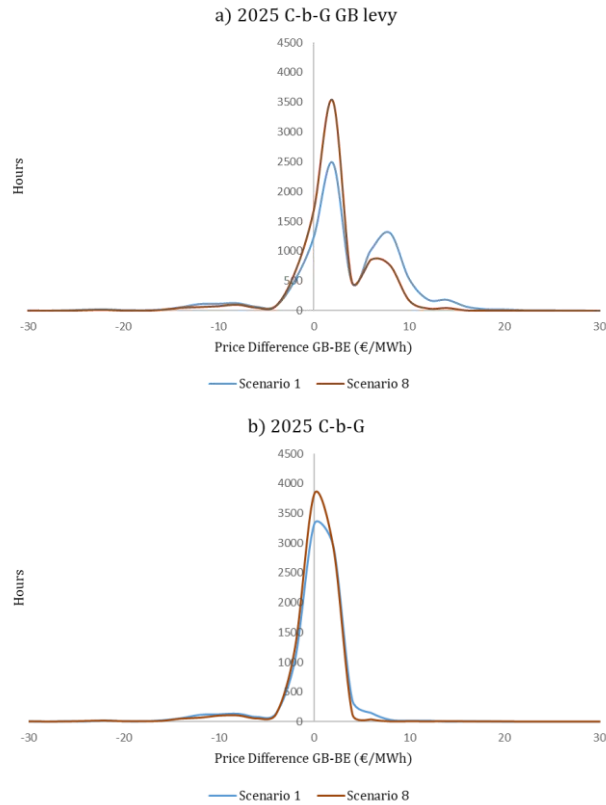 a) 2025 C-b-G GB levy
4500
4000
3500
3000
2500
2000
1500
1000
500
0
Hours
-30 -20 -10 0 10 20 30
Price Difference GB-BE (€/MWh)
Scenario 1 Scenario 8
b) 2025 C-b-G
4500
4000
3500
3000
2500
2000
1500
1000
500
0
Hours
-30 -20 -10 0 10 20 30
Price Difference GB-BE (€/MWh)
Scenario 1 Scenario 8